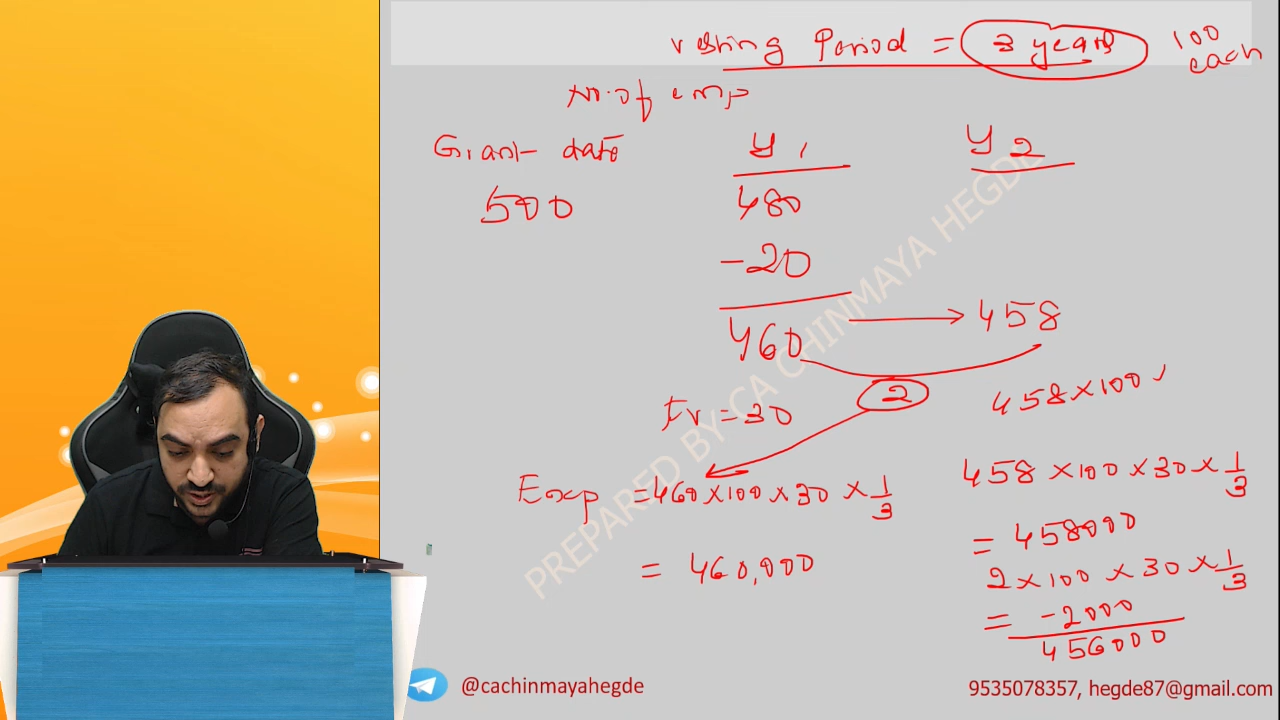 vesting Period = 3 years 100 each
No. of emp
Grant date Y1 Y2
500 480
-20
460 → 458
2
FV = 30 458 x 100 x
Exp = 460 x 100 x 30 x 1/3 458 x 100 x 30 x 1/3
= 458000
= 460,000 2 x 100 x 30 x 1/3
= -2000
456000
PREPARED BY: CA CHINMAYA HEGDE
@cachinmayahegde 9535078357, hegde87@gmail.com